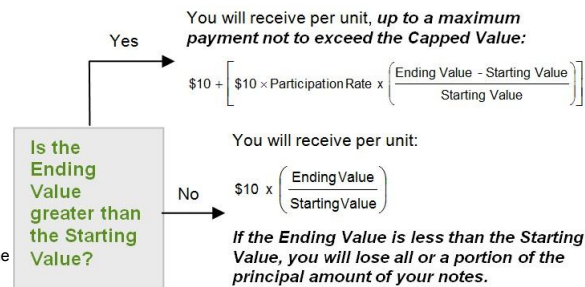 You will receive per unit, up to a maximum
payment not to exceed the Capped Value:
Yes
$10 + [ $10 × Participation Rate x ( Ending Value - Starting Value / Starting Value ) ]
Is the
Ending
Value
greater than
the Starting
Value?
e
No
You will receive per unit:
$10 x ( Ending Value / Starting Value )
If the Ending Value is less than the Starting
Value, you will lose all or a portion of the
principal amount of your notes.